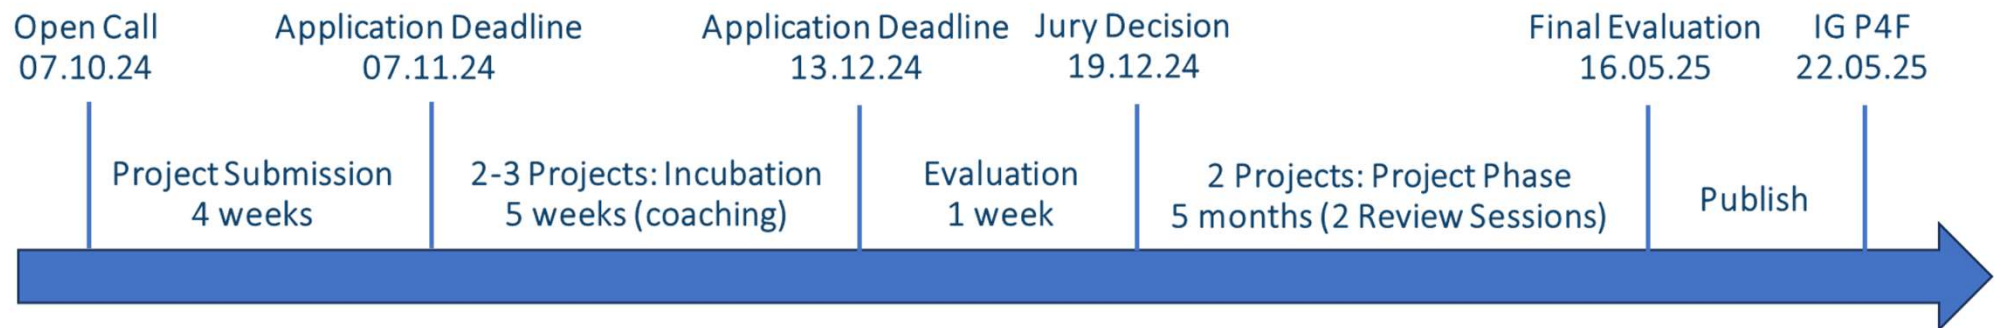 Open Call
07.10.24
Application Deadline
07.11.24
Application Deadline
13.12.24
Jury Decision
19.12.24
Final Evaluation
16.05.25
IG P4F
22.05.25
Project Submission
4 weeks
2-3 Projects: Incubation
5 weeks (coaching)
Evaluation
1 week
2 Projects: Project Phase
5 months (2 Review Sessions)
Publish